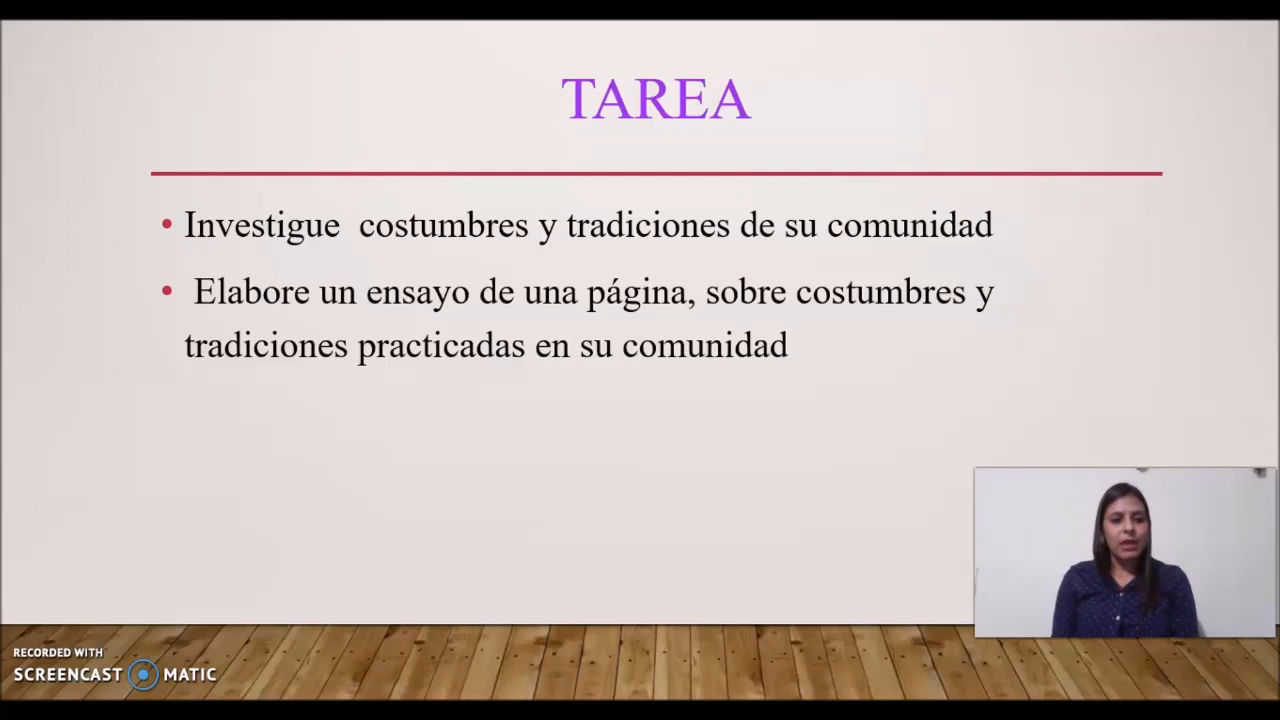 TAREA
• Investigue costumbres y tradiciones de su comunidad
• Elabore un ensayo de una página, sobre costumbres y
tradiciones practicadas en su comunidad
RECORDED WITH
SCREENCAST MATIC